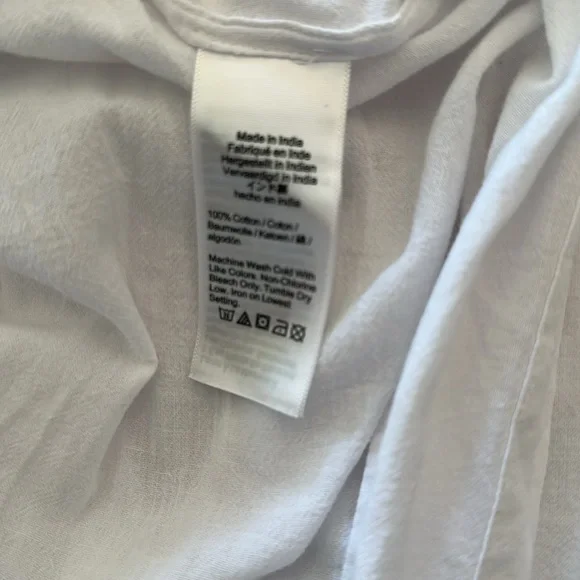 Made in India
Fabriqué en Inde
Hergestellt in Indien
Vervaardigd in India
インド製
hecho en india
100% Cotton / Coton /
Baumwolle / Katoen / 綿 /
algodón
Machine Wash Cold With
Like Colors. Non-Chlorine
Bleach Only. Tumble Dry
Low. Iron on Lowest
Setting.